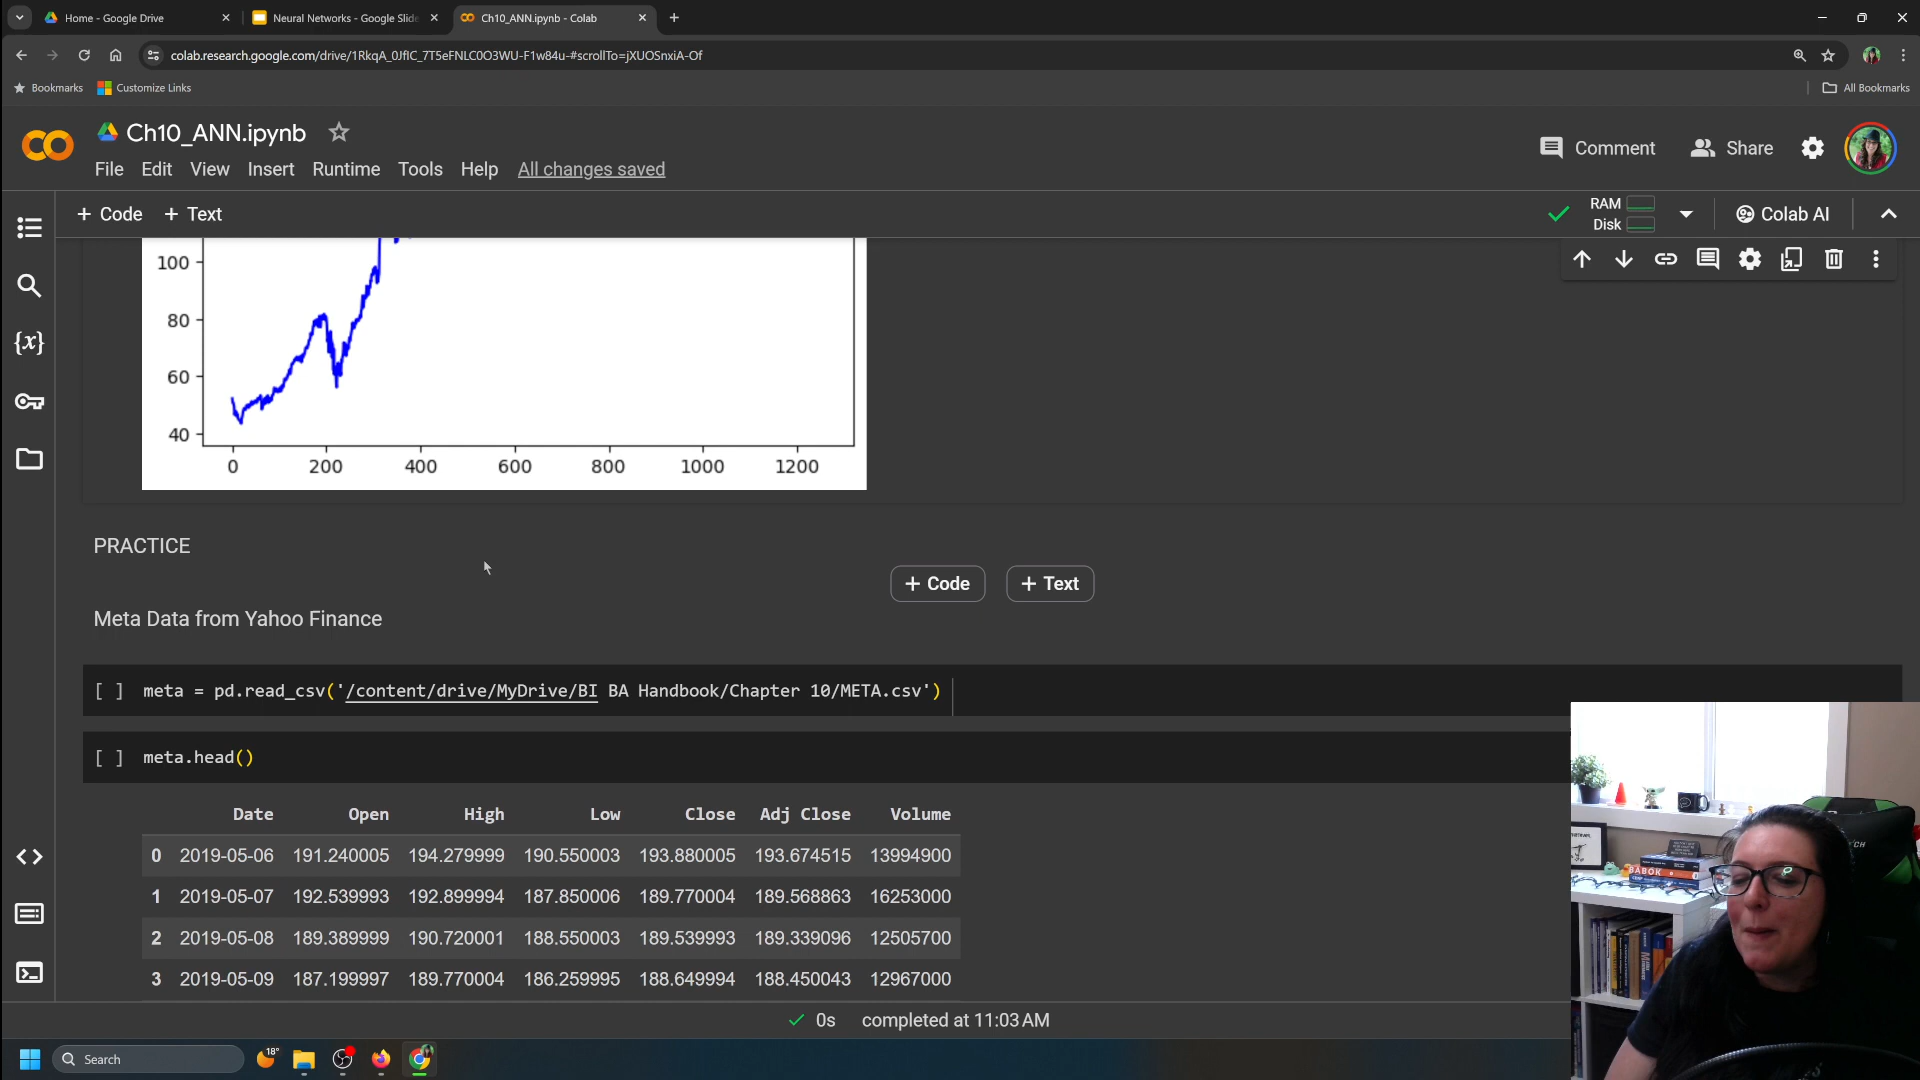 Home - Google Drive
Neural Networks - Google Slide
Ch10_ANN.ipynb - Colab
colab.research.google.com/drive/1RkqA_0JfIC_7T5eFNLC0O3WU-F1w84u-#scrollTo=jXUOSnxiA-Of
Bookmarks
Customize Links
All Bookmarks
Ch10_ANN.ipynb
File Edit View Insert Runtime Tools Help All changes saved
Comment
Share
+ Code + Text
RAM
Disk
Colab AI
100
80
60
40
0 200 400 600 800 1000 1200
PRACTICE
+ Code + Text
Meta Data from Yahoo Finance
[ ] meta = pd.read_csv('/content/drive/MyDrive/BI BA Handbook/Chapter 10/META.csv')
[ ] meta.head()
Date Open High Low Close Adj Close Volume
0 2019-05-06 191.240005 194.279999 190.550003 193.880005 193.674515 13994900
1 2019-05-07 192.539993 192.899994 187.850006 189.770004 189.568863 16253000
2 2019-05-08 189.389999 190.720001 188.550003 189.539993 189.339096 12505700
3 2019-05-09 187.199997 189.770004 186.259995 188.649994 188.450043 12967000
0s completed at 11:03 AM
Search
18°
BABOK